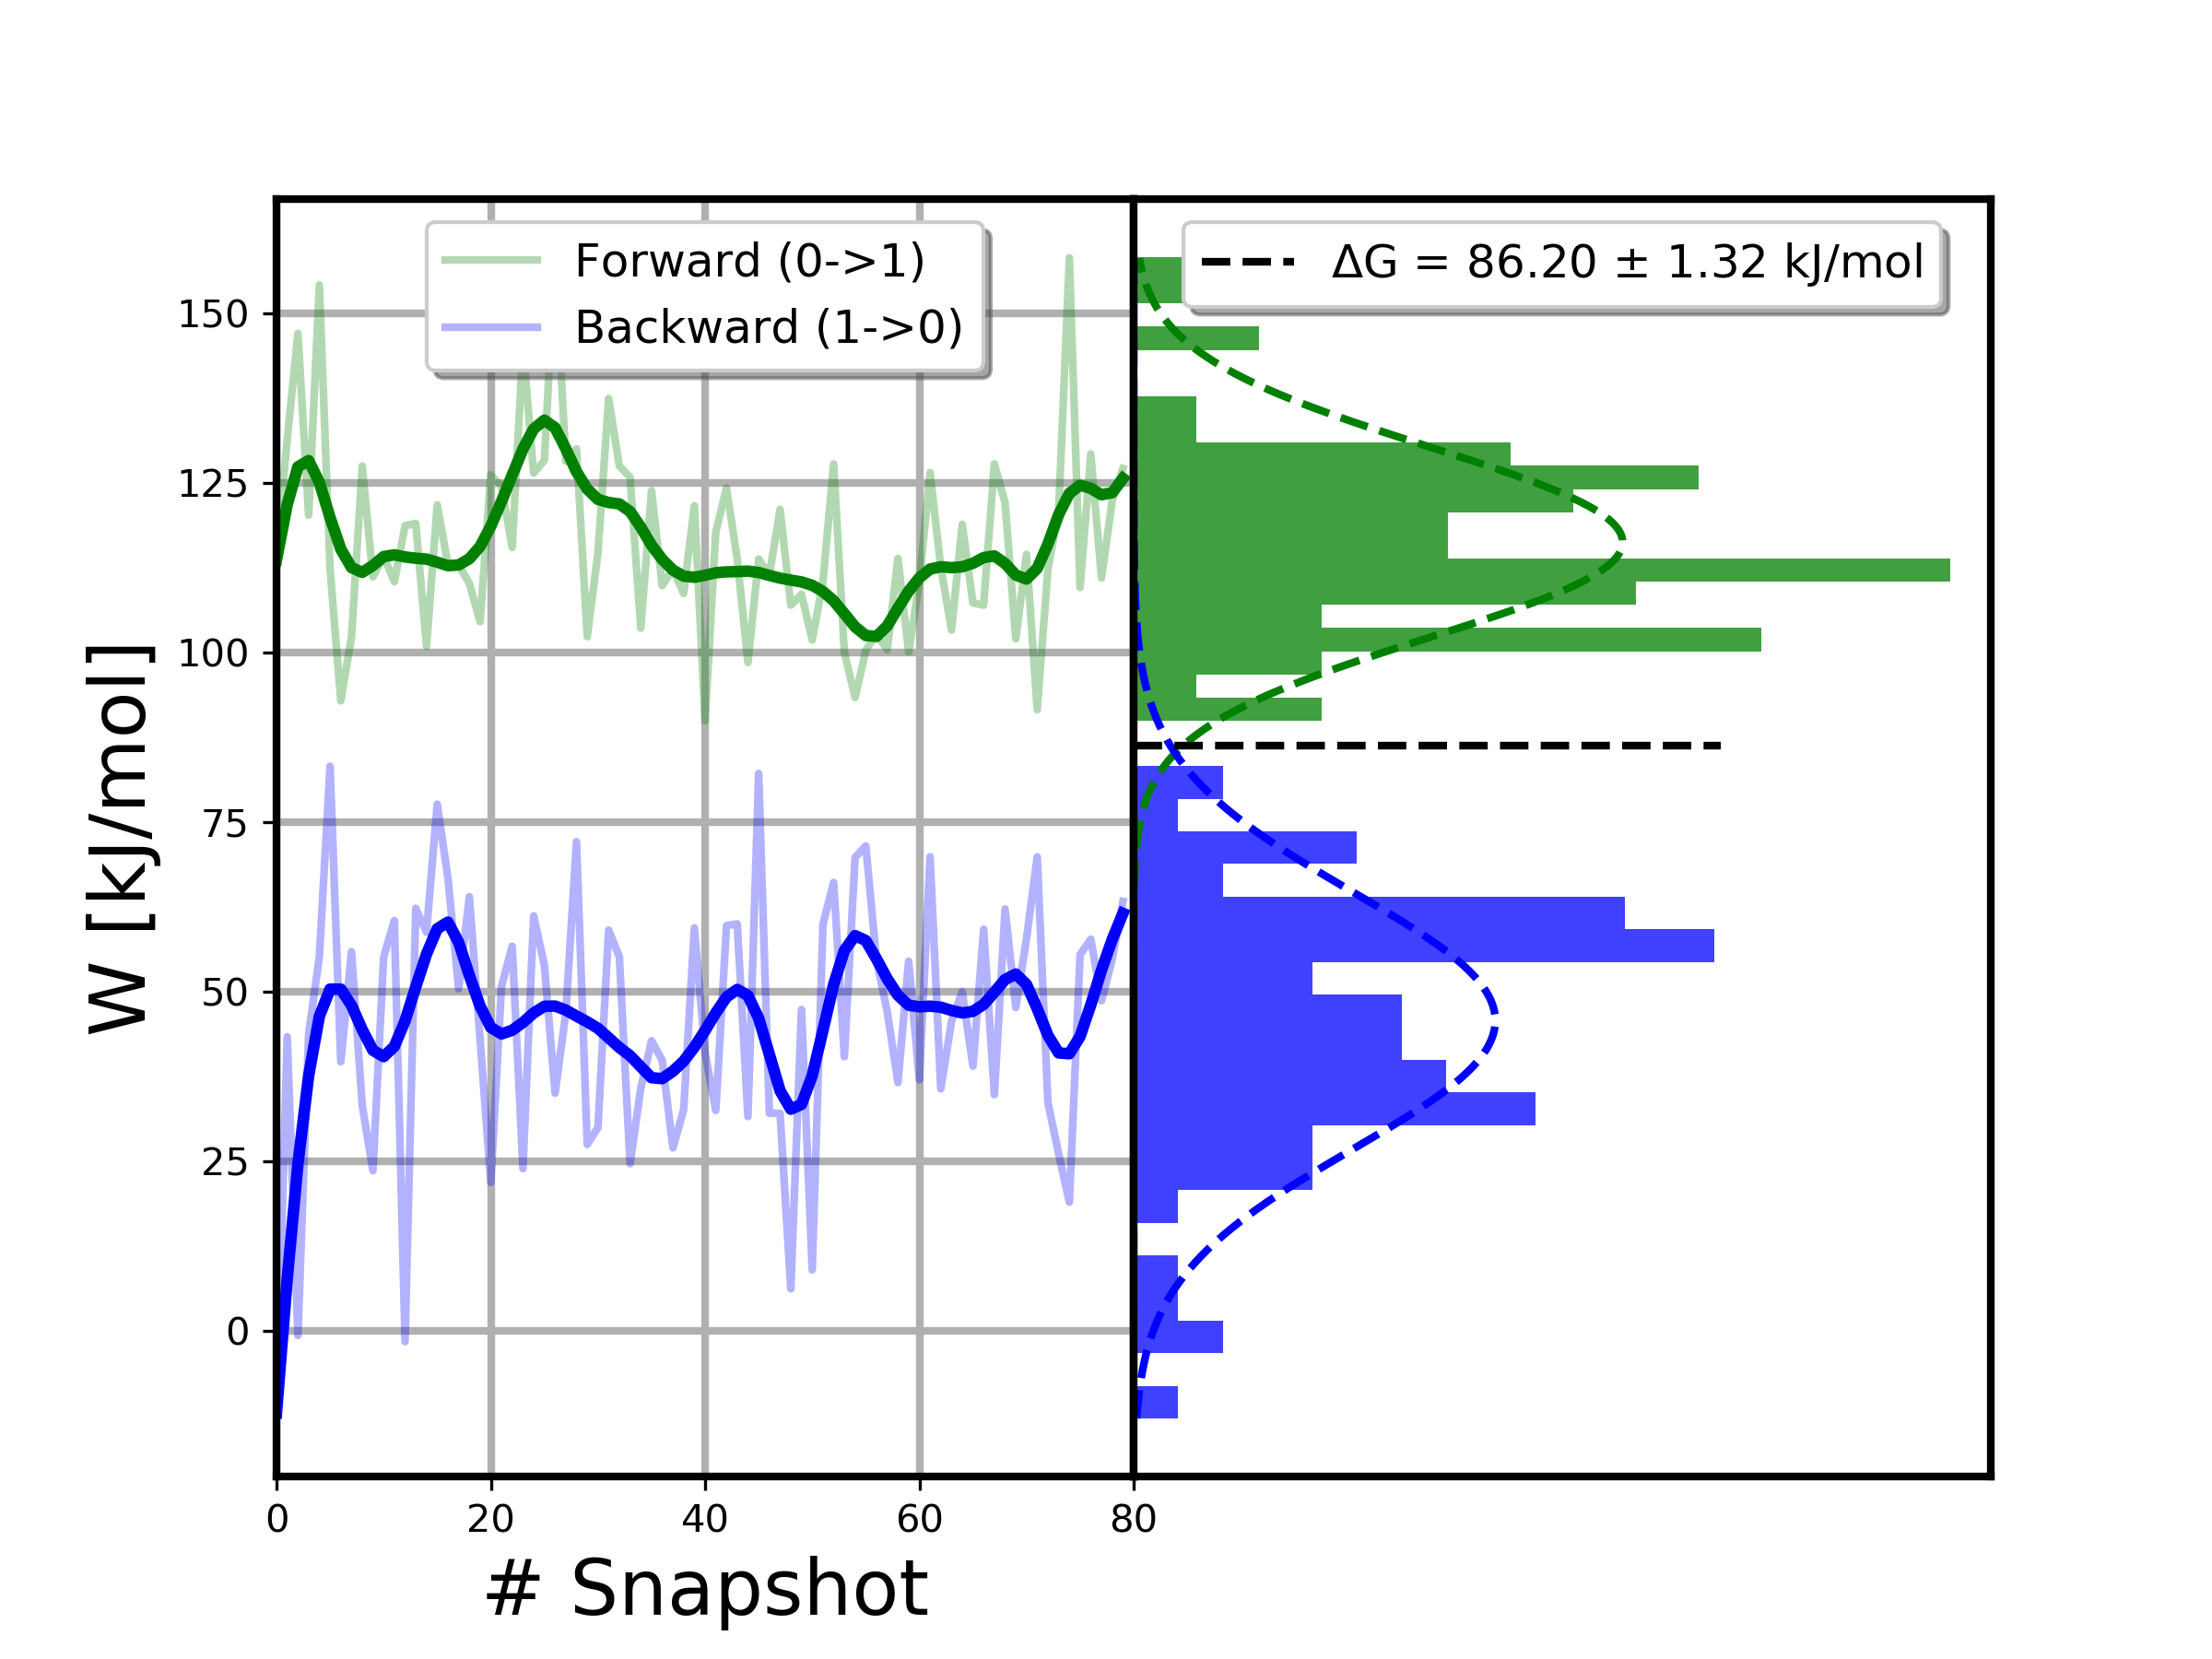 Forward (0->1)
Backward (1->0)
ΔG = 86.20 ± 1.32 kJ/mol
W [kJ/mol]
150
125
100
75
50
25
0
0 20 40 60 80
# Snapshot